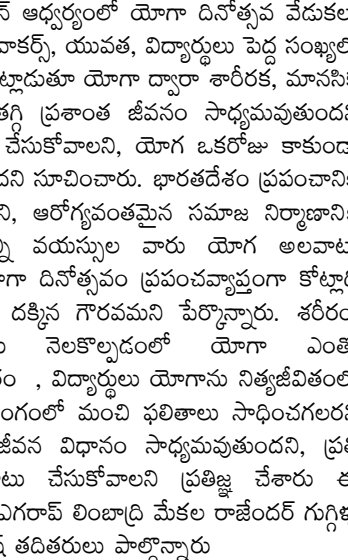 ఆధ్వర్యంలో యోగా దినోత్సవ వేడుకల
వాకర్స్, యువత, విద్యార్థులు పెద్ద సంఖ్యలో
ట్లాడుతూ యోగా ద్వారా శారీరక, మానసిక
తగ్గి ప్రశాంత జీవనం సాధ్యమవుతుందని
చేసుకోవాలని, యోగ ఒకరోజు కాకుండా
దని సూచించారు. భారతదేశం ప్రపంచానికి
ని, ఆరోగ్యవంతమైన సమాజ నిర్మాణానికి
న్ని వయస్సుల వారు యోగ అలవాటు
గా దినోత్సవం ప్రపంచవ్యాప్తంగా కోట్లాది
దక్కిన గౌరవమని పేర్కొన్నారు. శరీరం
నెలకొల్పడంలో యోగా ఎంతో
, విద్యార్థులు యోగాను నిత్యజీవితంలో
రంగంలో మంచి ఫలితాలు సాధించగలరని
జీవన విధానం సాధ్యమవుతుందని, ప్రతి
టు చేసుకోవాలని ప్రతిజ్ఞ చేశారు ఈ
ఎగరాప్ లింబాద్రి మేకల రాజేందర్ గుగ్గిళ
తదితరులు పాల్గొన్నారు